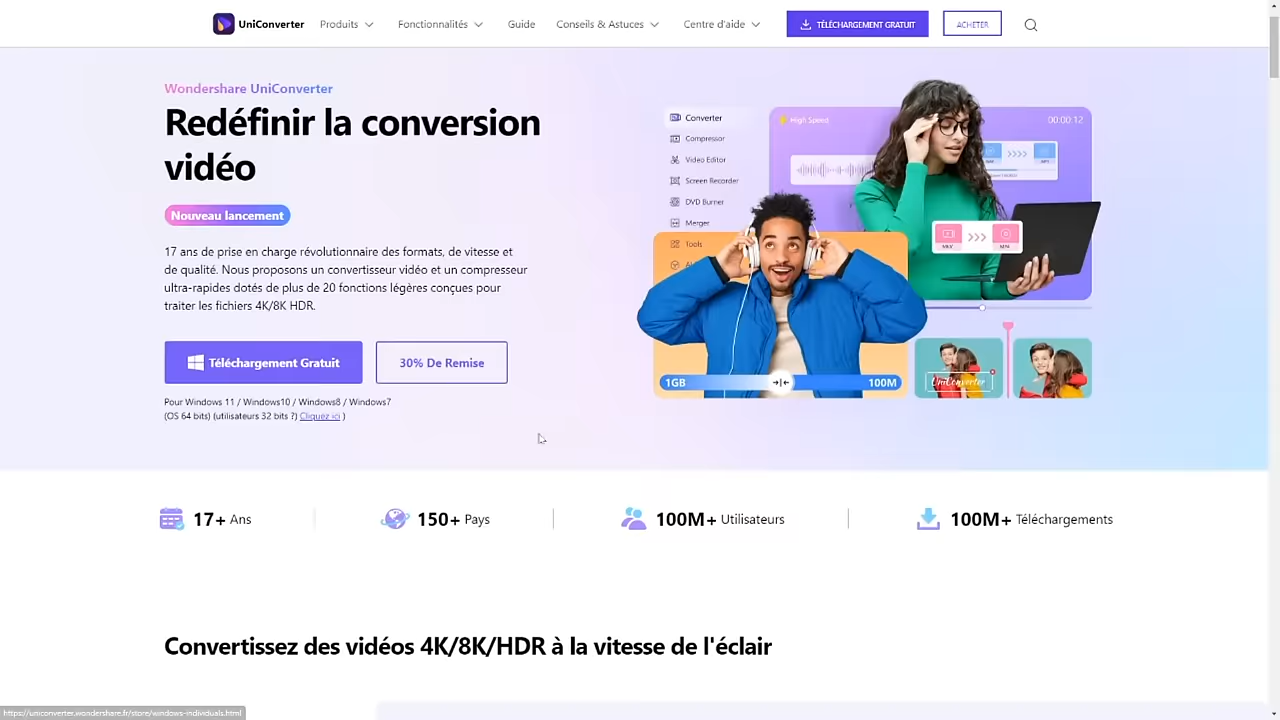 UniConverter
Produits
Fonctionnalités
Guide
Conseils & Astuces
Centre d'aide
TÉLÉCHARGEMENT GRATUIT
ACHETER
Wondershare UniConverter
Redéfinir la conversion
vidéo
Nouveau lancement
17 ans de prise en charge révolutionnaire des formats, de vitesse et
de qualité. Nous proposons un convertisseur vidéo et un compresseur
ultra-rapides dotés de plus de 20 fonctions légères conçues pour
traiter les fichiers 4K/8K HDR.
Téléchargement Gratuit
30% De Remise
Pour Windows 11 / Windows10 / Windows8 / Windows7
(OS 64 bits) (utilisateurs 32 bits ?) Cliquez ici )
Converter
Compressor
Video Editor
Screen Recorder
DVD Burner
Merger
Tools
High Speed
00:00:12
MKV
MP4
1GB
100M
UniConverter
17+ Ans
150+ Pays
100M+ Utilisateurs
100M+ Téléchargements
Convertissez des vidéos 4K/8K/HDR à la vitesse de l'éclair
https://uniconverter.wondershare.fr/store/windows-individuals.html